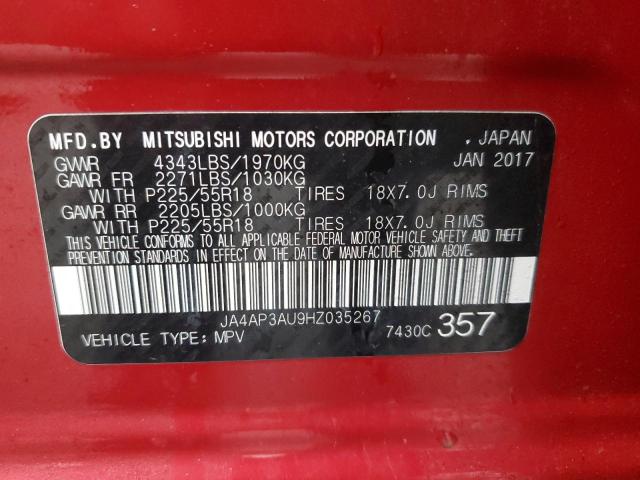 MFD.BY MITSUBISHI MOTORS CORPORATION , JAPAN
GVWR 4343LBS/1970KG JAN 2017
GAWR FR 2271LBS/1030KG
WITH P225/55R18 TIRES 18X7.0J RIMS
GAWR RR 2205LBS/1000KG
WITH P225/55R18 TIRES 18X7.0J RIMS
THIS VEHICLE CONFORMS TO ALL APPLICABLE FEDERAL MOTOR VEHICLE SAFETY AND THEFT
PREVENTION STANDARDS IN EFFECT ON THE DATE OF MANUFACTURE SHOWN ABOVE.
JA4AP3AU9HZ035267
VEHICLE TYPE: MPV 7430C 357